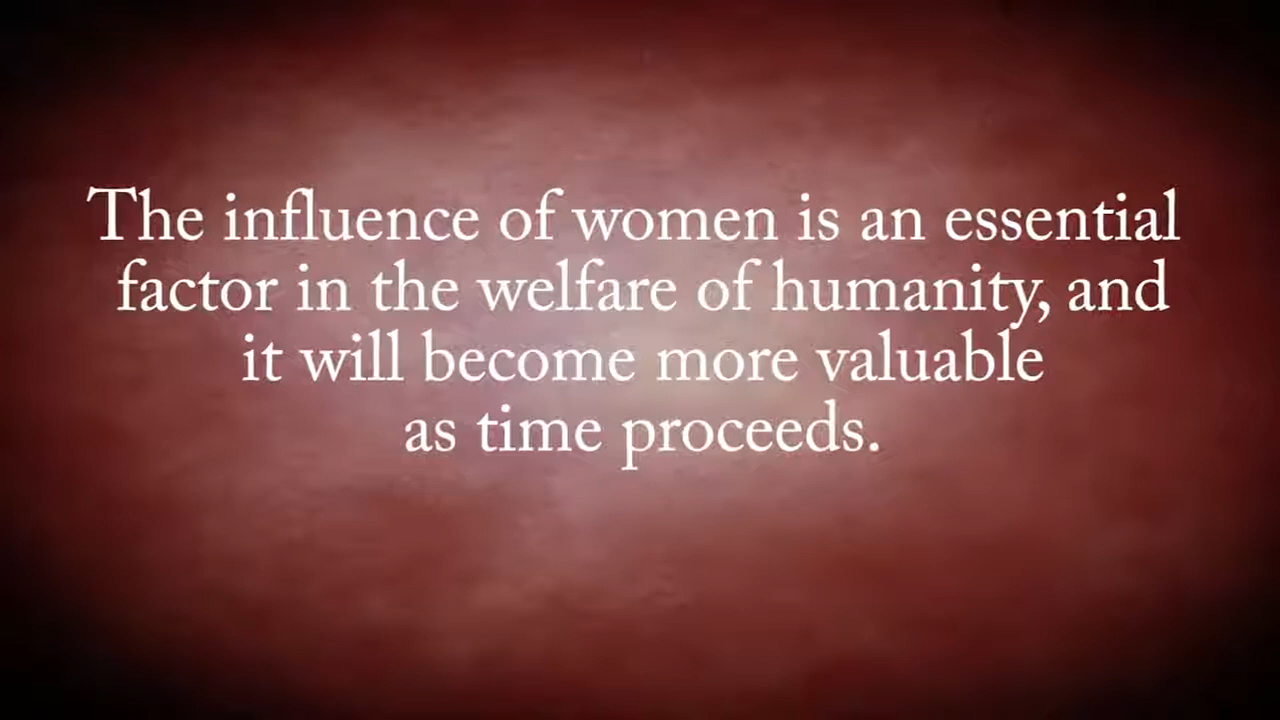 The influence of women is an essential
factor in the welfare of humanity, and
it will become more valuable
as time proceeds.